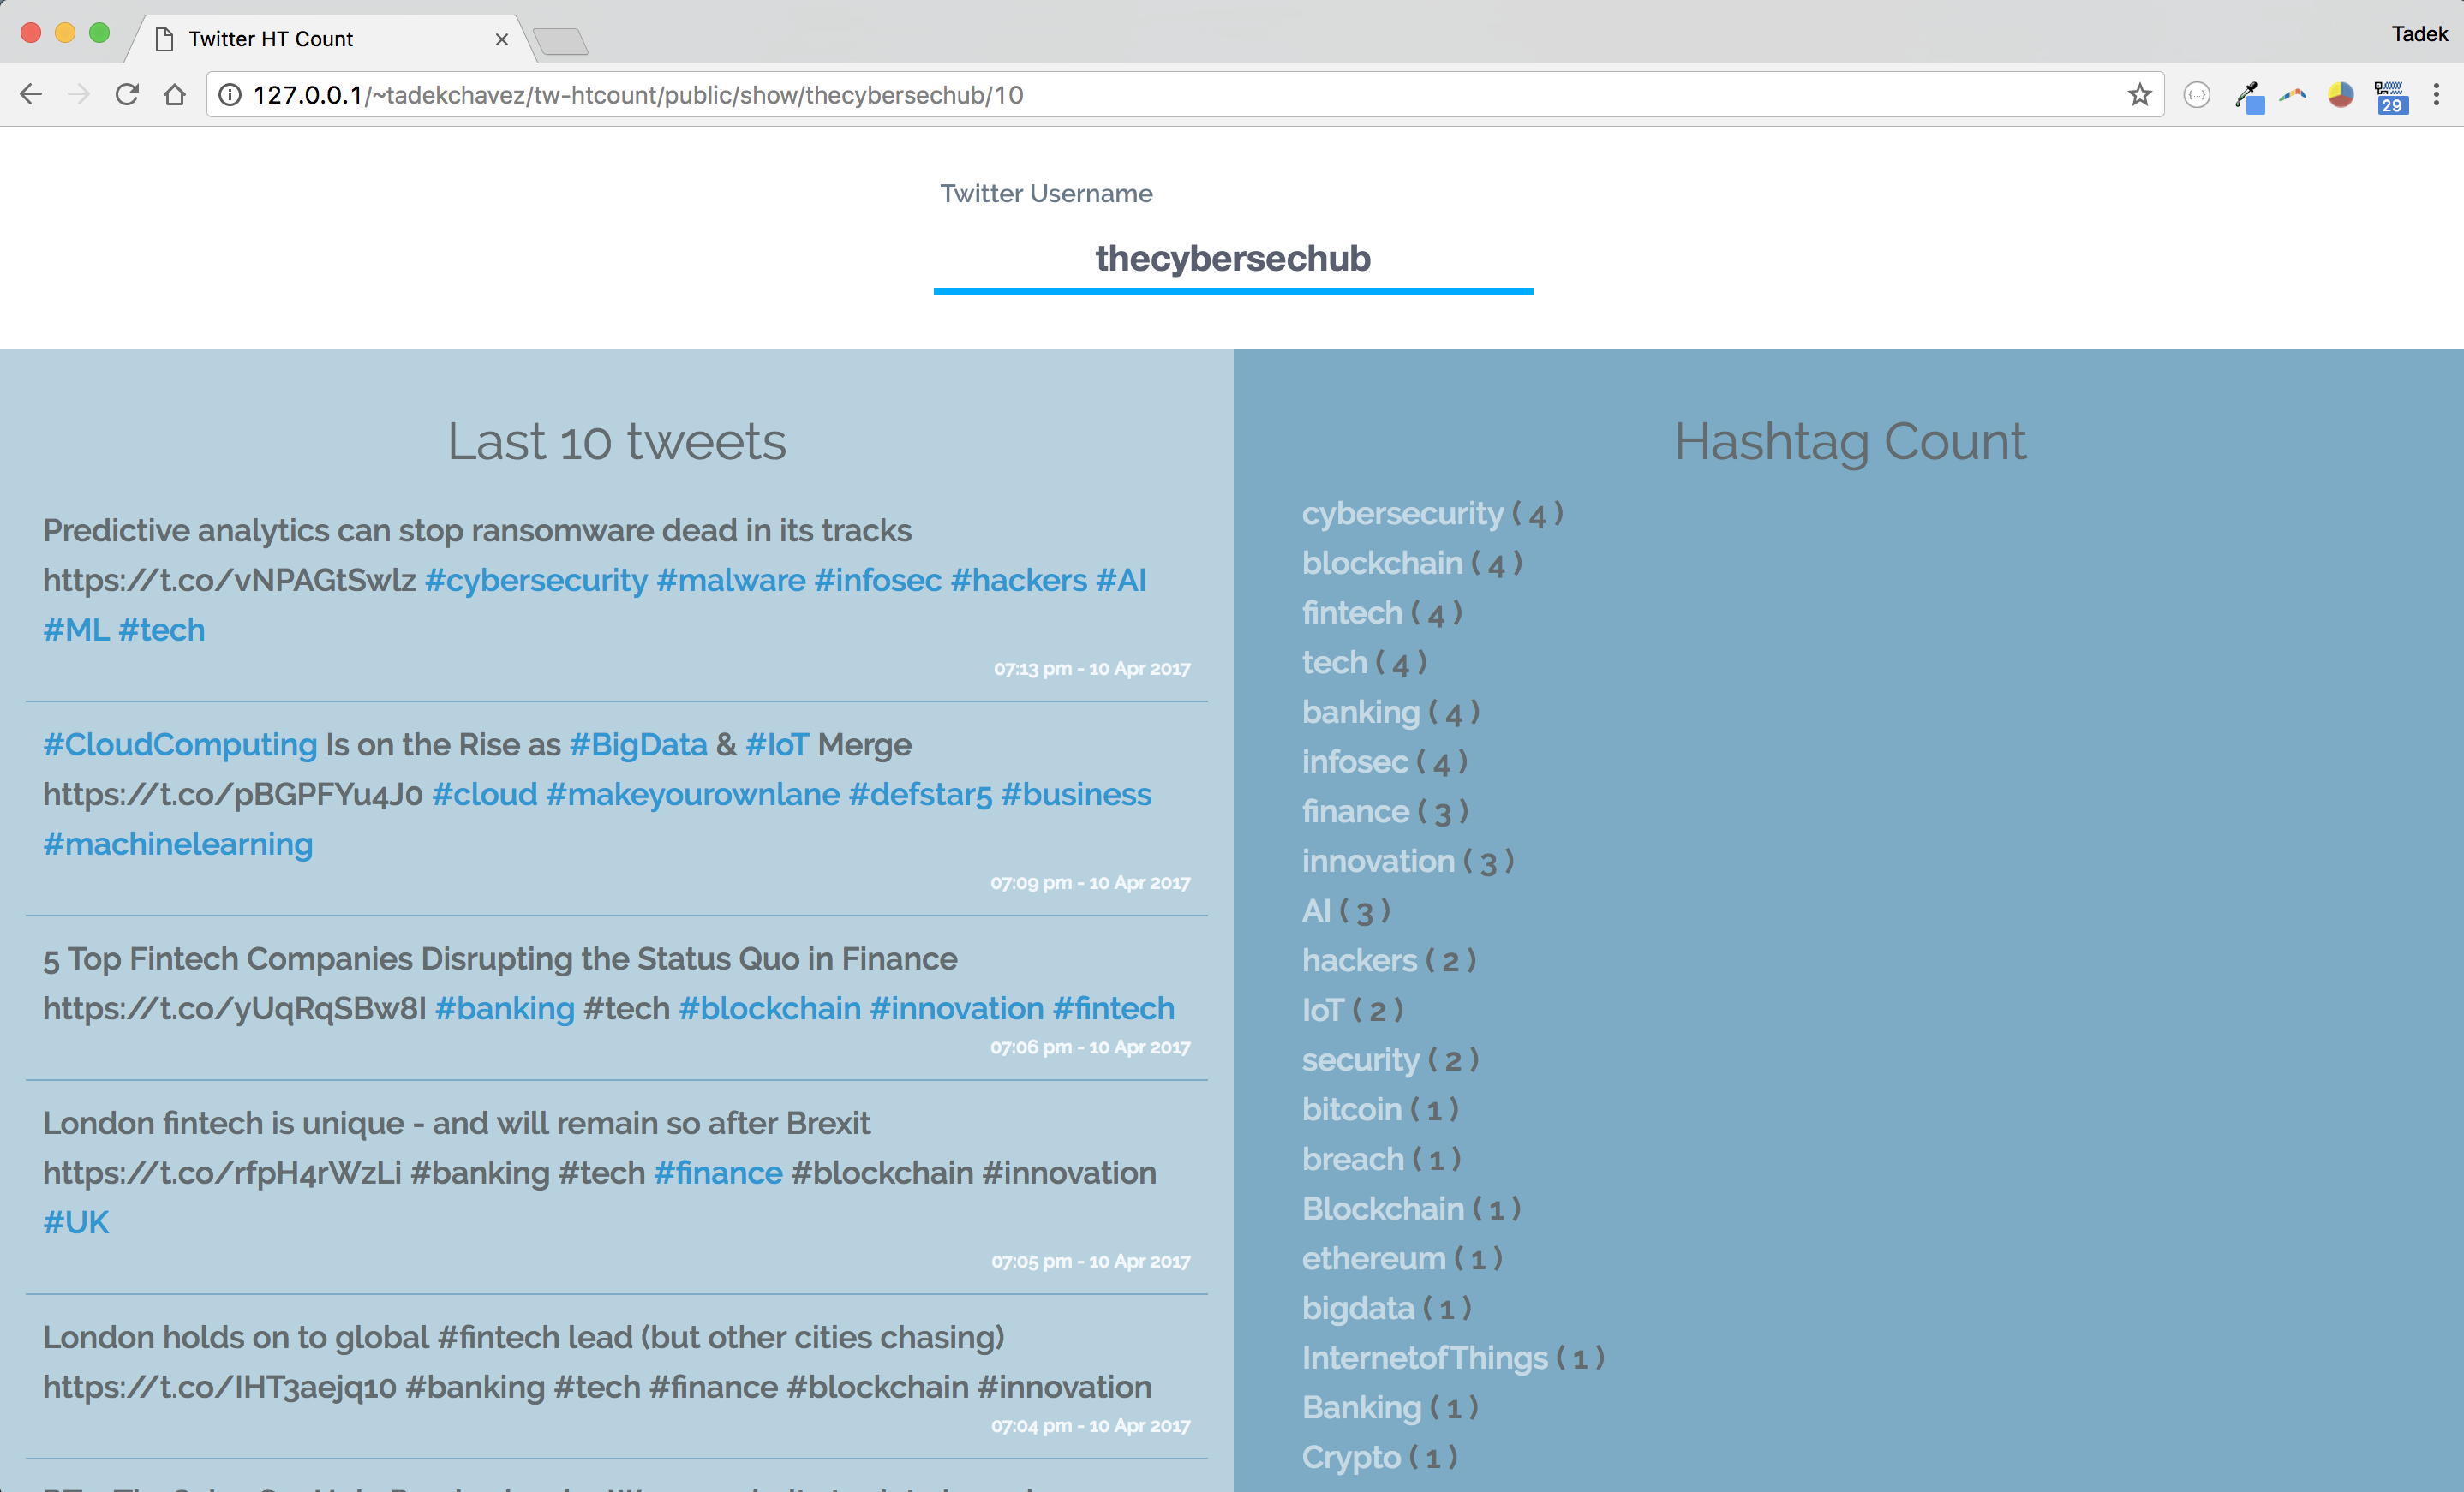 Twitter HT Count
Tadek
127.0.0.1/~tadekchavez/tw-htcount/public/show/thecybersechub/10
29
Twitter Username
thecybersechub
Last 10 tweets
Predictive analytics can stop ransomware dead in its tracks
https://t.co/vNPAGtSwlz #cybersecurity #malware #infosec #hackers #AI
#ML #tech
07:13 pm - 10 Apr 2017
#CloudComputing Is on the Rise as #BigData & #IoT Merge
https://t.co/pBGPFYu4J0 #cloud #makeyourownlane #defstar5 #business
#machinelearning
07:09 pm - 10 Apr 2017
5 Top Fintech Companies Disrupting the Status Quo in Finance
https://t.co/yUqRqSBw8I #banking #tech #blockchain #innovation #fintech
07:06 pm - 10 Apr 2017
London fintech is unique - and will remain so after Brexit
https://t.co/rfpH4rWzLi #banking #tech #finance #blockchain #innovation
#UK
07:05 pm - 10 Apr 2017
London holds on to global #fintech lead (but other cities chasing)
https://t.co/IHT3aejq10 #banking #tech #finance #blockchain #innovation
07:04 pm - 10 Apr 2017
Hashtag Count
cybersecurity ( 4 )
blockchain ( 4 )
fintech ( 4 )
tech ( 4 )
banking ( 4 )
infosec ( 4 )
finance ( 3 )
innovation ( 3 )
AI ( 3 )
hackers ( 2 )
IoT ( 2 )
security ( 2 )
bitcoin ( 1 )
breach ( 1 )
Blockchain ( 1 )
ethereum ( 1 )
bigdata ( 1 )
InternetofThings ( 1 )
Banking ( 1 )
Crypto ( 1 )